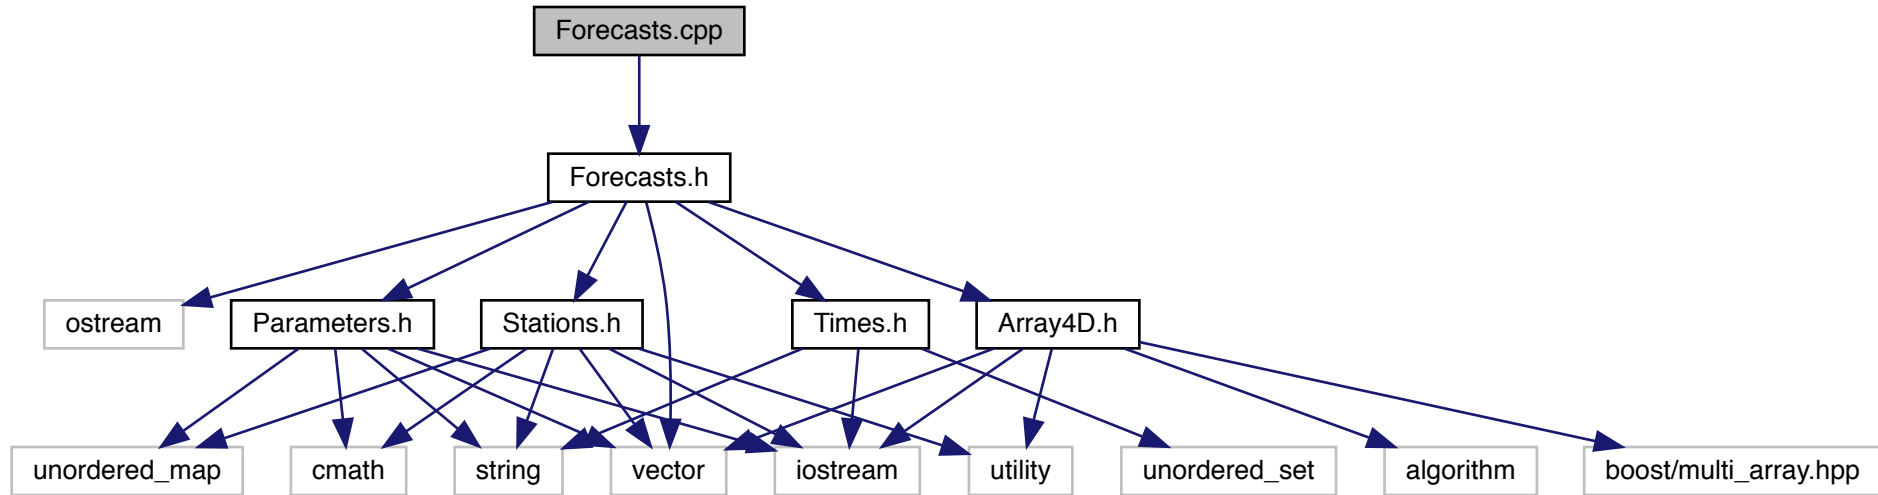 Forecasts.cpp
Forecasts.h
ostream
Parameters.h
Stations.h
Times.h
Array4D.h
unordered_map
cmath
string
vector
iostream
utility
unordered_set
algorithm
boost/multi_array.hpp